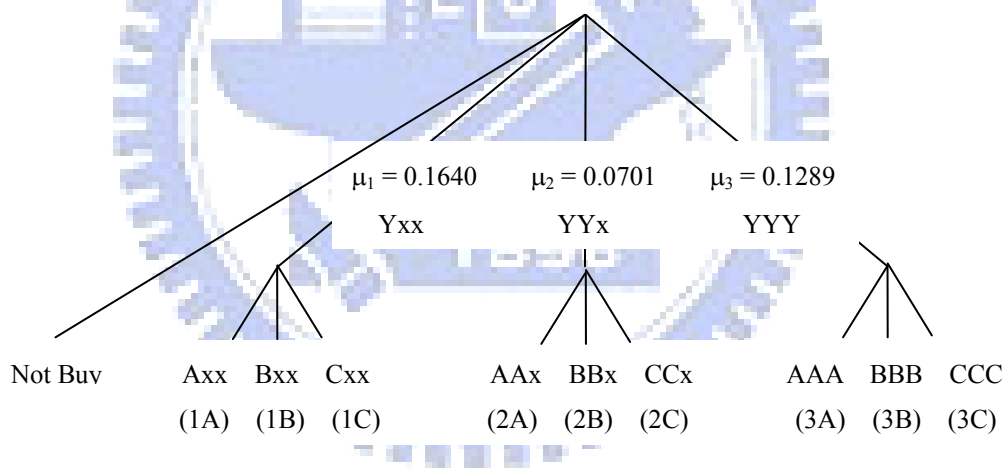 μ₁ = 0.1640 μ₂ = 0.0701 μ₃ = 0.1289
Yxx YYx YYY
Not Buy Axx Bxx Cxx AAx BBx CCx AAA BBB CCC
(1A) (1B) (1C) (2A) (2B) (2C) (3A) (3B) (3C)